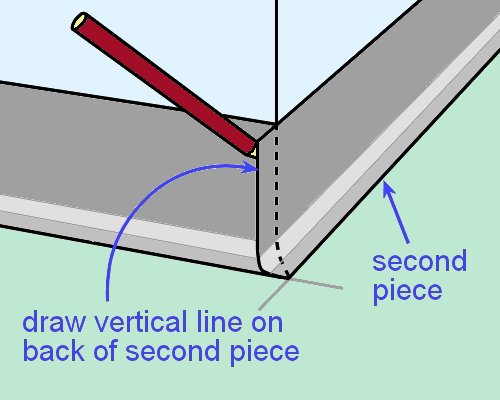 second
piece
draw vertical line on
back of second piece